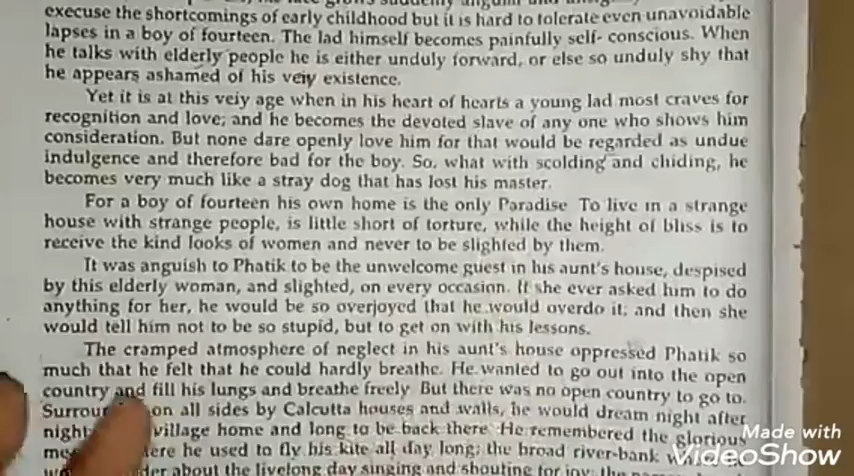 execuse the shortcomings of early childhood but it is hard to tolerate even unavoidable
lapses in a boy of fourteen. The lad himself becomes painfully self- conscious. When
he talks with elderly people he is either unduly forward, or else so unduly shy that
he appears ashamed of his veiy existence.
Yet it is at this veiy age when in his heart of hearts a young lad most craves for
recognition and love; and he becomes the devoted slave of any one who shows him
consideration. But none dare openly love him for that would be regarded as undue
indulgence and therefore bad for the boy. So, what with scolding and chiding, he
becomes very much like a stray dog that has lost his master.
For a boy of fourteen his own home is the only Paradise To live in a strange
house with strange people, is little short of torture, while the height of bliss is to
receive the kind looks of women and never to be slighted by them.
It was anguish to Phatik to be the unwelcome guest in his aunt's house, despised
by this elderly woman, and slighted, on every occasion. If she ever asked him to do
anything for her, he would be so overjoyed that he would overdo it; and then she
would tell him not to be so stupid, but to get on with his lessons.
The cramped atmosphere of neglect in his aunt's house oppressed Phatik so
much that he felt that he could hardly breathe. He wanted to go out into the open
country and fill his lungs and breathe freely. But there was no open country to go to.
on all sides by Calcutta houses and walls, he would dream night after
night village home and long to be back there. He remembered the glorious
he used to fly his kite all day long; the broad river-bank
about the livelong day singing and shouting for joy; the
Made with
VideoShow